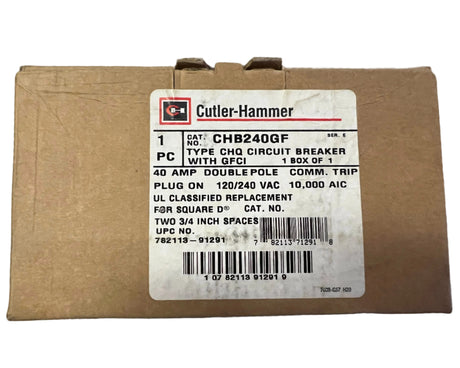 Cutler-Hammer
1 PC
CAT. NO. CHB240GF SER. E
TYPE CHQ CIRCUIT BREAKER
WITH GFCI 1 BOX OF 1
40 AMP DOUBLE POLE COMM. TRIP
PLUG ON 120/240 VAC 10,000 AIC
UL CLASSIFIED REPLACEMENT
FOR SQUARE D® CAT. NO.
TWO 3/4 INCH SPACES
UPC NO.
782113-91291
7 82113 71291 8
1 07 82113 91291 9